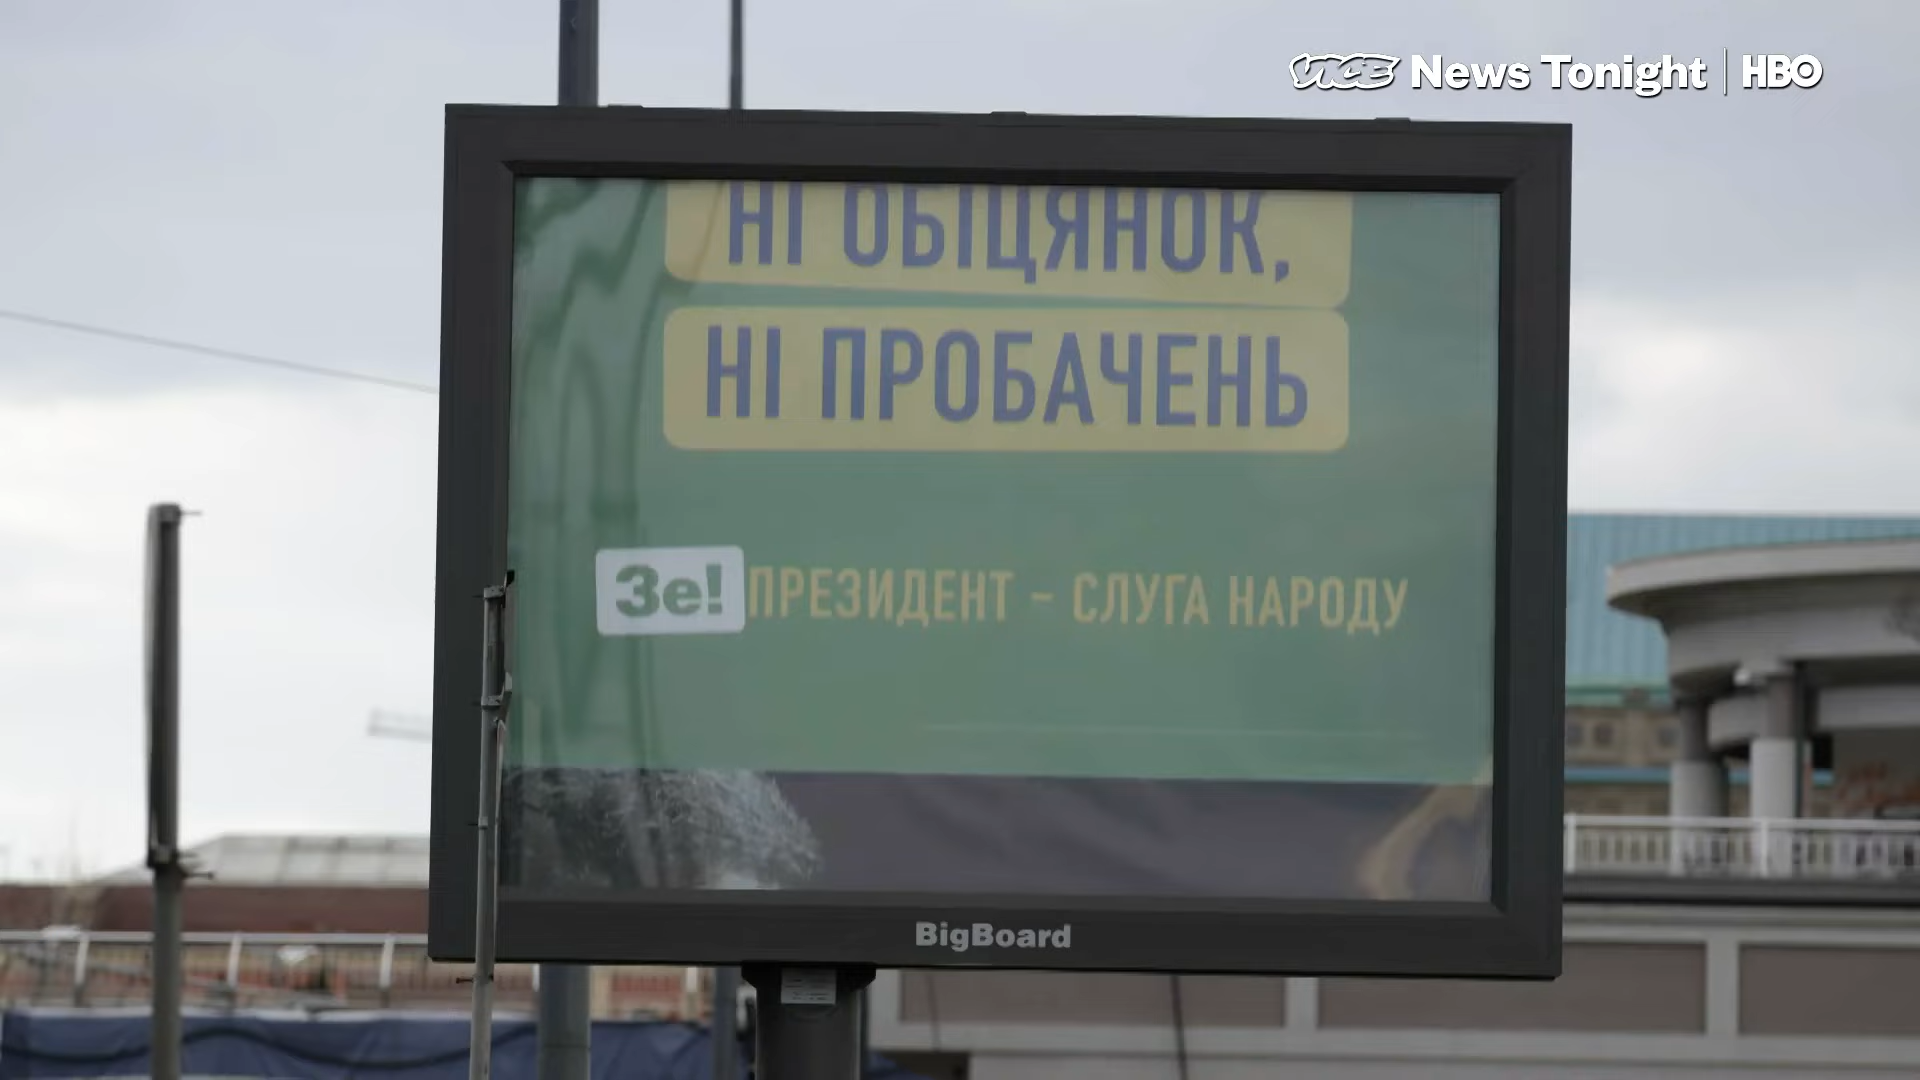 VICE News Tonight | HBO
НІ ОБІЦЯНОК,
НІ ПРОБАЧЕНЬ
Зе! ПРЕЗИДЕНТ – СЛУГА НАРОДУ
BigBoard